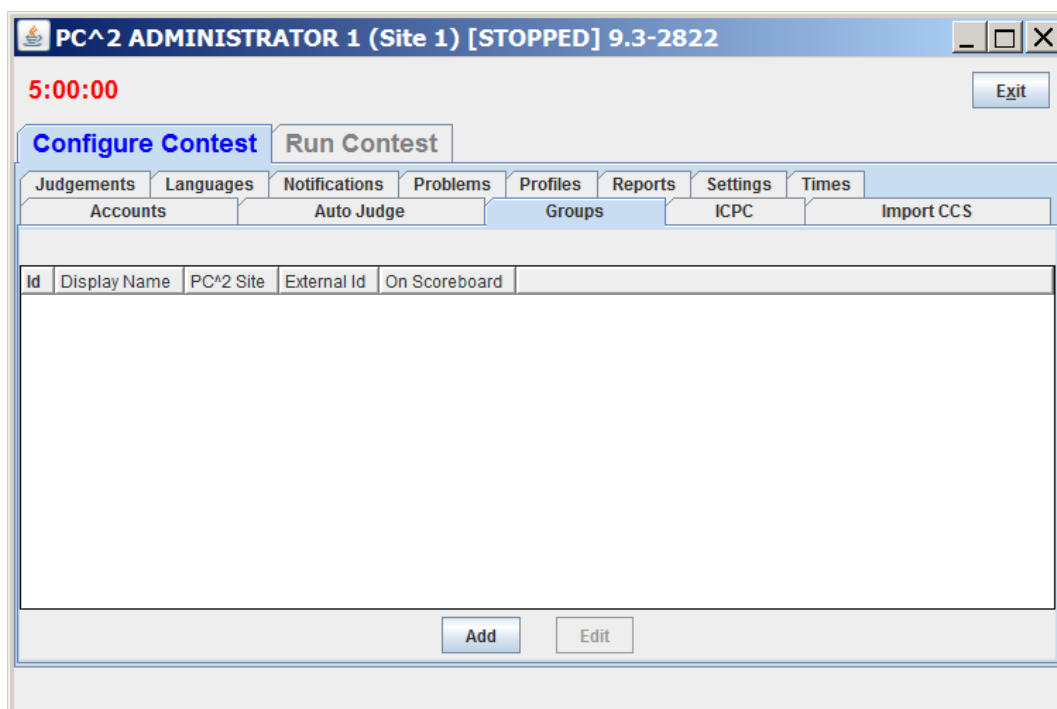 PC^2 ADMINISTRATOR 1 (Site 1) [STOPPED] 9.3-2822
5:00:00 Exit
Configure Contest Run Contest
Judgements Languages Notifications Problems Profiles Reports Settings Times
Accounts Auto Judge Groups ICPC Import CCS
Id Display Name PC^2 Site External Id On Scoreboard
Add Edit